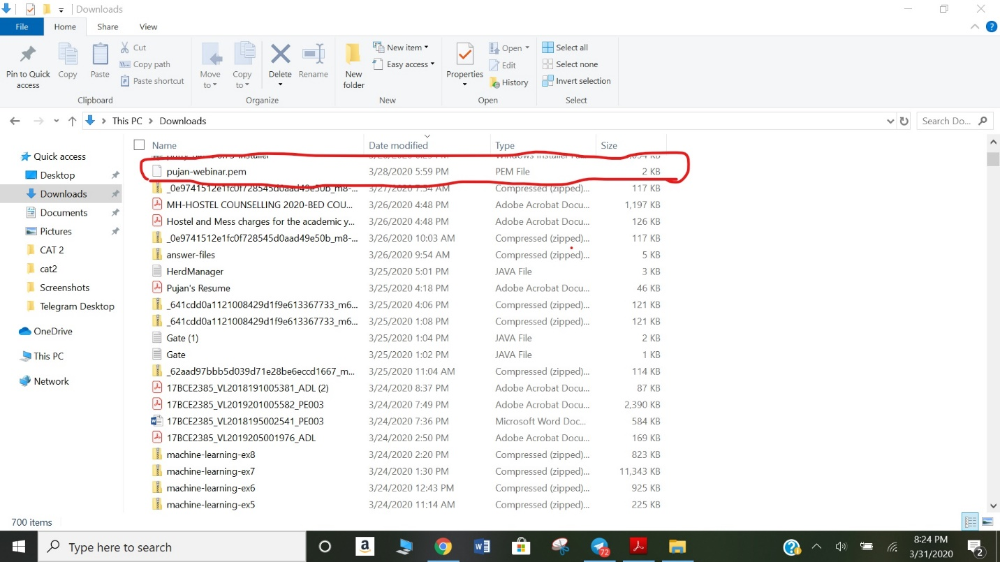 Downloads
File Home Share View
Pin to Quick access
Copy
Paste
Cut
Copy path
Paste shortcut
Clipboard
Move to
Copy to
Delete
Rename
Organize
New folder
New item
Easy access
New
Properties
Open
Edit
History
Open
Select all
Select none
Invert selection
Select
This PC > Downloads
Search Do...
Name Date modified Type Size
pujan-webinar.pem 3/28/2020 5:59 PM PEM File 2 KB
_0e9741512e1fc0f728545d0aad49e50b_m8-... 3/27/2020 7:34 AM Compressed (zipped)... 117 KB
MH-HOSTEL COUNSELLING 2020-BED COU... 3/26/2020 4:48 PM Adobe Acrobat Docu... 1,197 KB
Hostel and Mess charges for the academic y... 3/26/2020 4:48 PM Adobe Acrobat Docu... 126 KB
_0e9741512e1fc0f728545d0aad49e50b_m8-... 3/26/2020 10:03 AM Compressed (zipped)... 117 KB
answer-files 3/26/2020 9:54 AM Compressed (zipped)... 5 KB
HerdManager 3/25/2020 5:01 PM JAVA File 3 KB
Pujan's Resume 3/25/2020 4:18 PM Adobe Acrobat Docu... 46 KB
_641cdd0a1121008429d1f9e613367733_m6... 3/25/2020 4:06 PM Compressed (zipped)... 121 KB
_641cdd0a1121008429d1f9e613367733_m6... 3/25/2020 1:08 PM Compressed (zipped)... 121 KB
Gate (1) 3/25/2020 1:04 PM JAVA File 2 KB
Gate 3/25/2020 1:02 PM JAVA File 1 KB
_62aad97bbb5d039d71e28be6eccd1667_m... 3/25/2020 11:04 AM Compressed (zipped)... 114 KB
17BCE2385_VL2018191005381_ADL (2) 3/24/2020 8:37 PM Adobe Acrobat Docu... 87 KB
17BCE2385_VL2019201005582_PE003 3/24/2020 7:49 PM Adobe Acrobat Docu... 2,390 KB
17BCE2385_VL2018195002541_PE003 3/24/2020 7:36 PM Microsoft Word Doc... 584 KB
17BCE2385_VL2019205001976_ADL 3/24/2020 2:50 PM Adobe Acrobat Docu... 169 KB
machine-learning-ex8 3/24/2020 2:20 PM Compressed (zipped)... 823 KB
machine-learning-ex7 3/24/2020 1:30 PM Compressed (zipped)... 11,343 KB
machine-learning-ex6 3/24/2020 12:43 PM Compressed (zipped)... 925 KB
machine-learning-ex5 3/24/2020 11:14 AM Compressed (zipped)... 225 KB
Quick access
Desktop
Downloads
Documents
Pictures
CAT 2
cat2
Screenshots
Telegram Desktop
OneDrive
This PC
Network
700 items
Type here to search
72
8:24 PM
3/31/2020
2